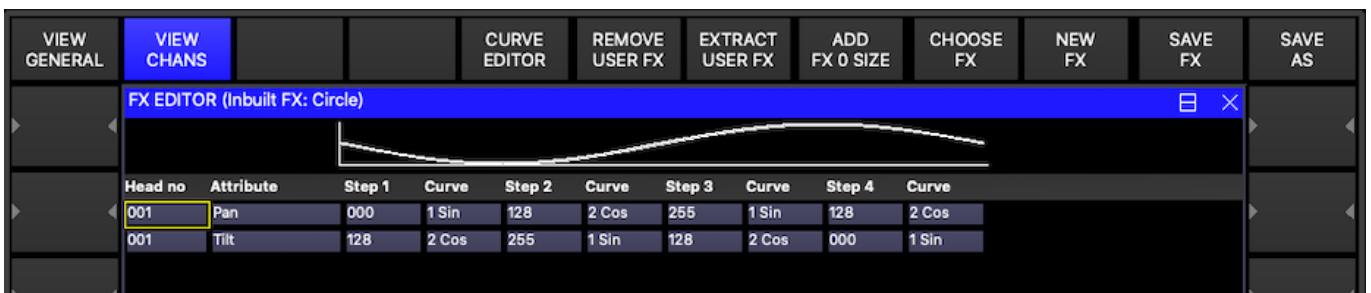 VIEW GENERAL
VIEW CHANS
CURVE EDITOR
REMOVE USER FX
EXTRACT USER FX
ADD FX 0 SIZE
CHOOSE FX
NEW FX
SAVE FX
SAVE AS
FX EDITOR (Inbuilt FX: Circle)
Head no Attribute Step 1 Curve Step 2 Curve Step 3 Curve Step 4 Curve
001 Pan 000 1 Sin 128 2 Cos 255 1 Sin 128 2 Cos
001 Tilt 128 2 Cos 255 1 Sin 128 2 Cos 000 1 Sin